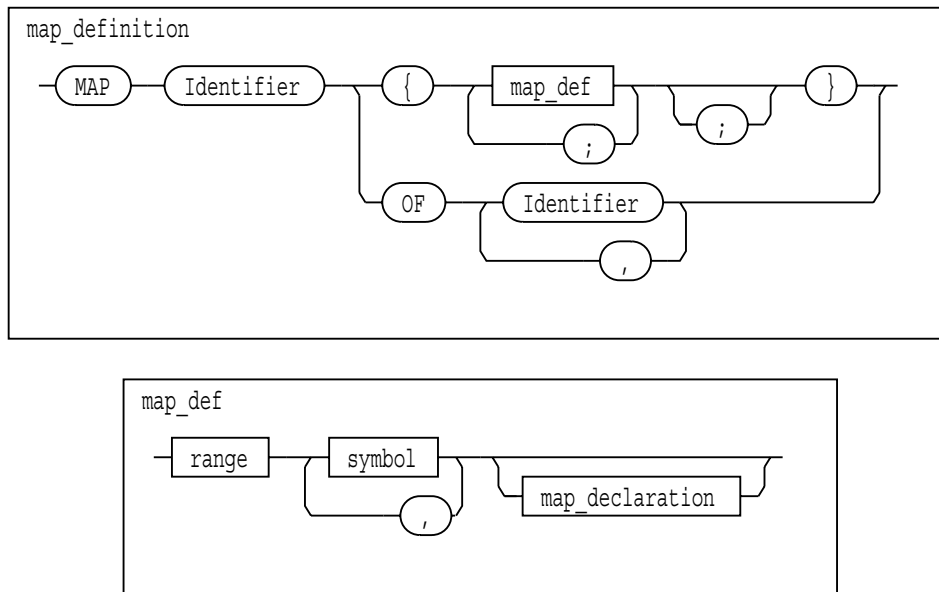 map_definition
MAP Identifier { map_def ; }
;
OF Identifier
,
map_def
range symbol
, map_declaration